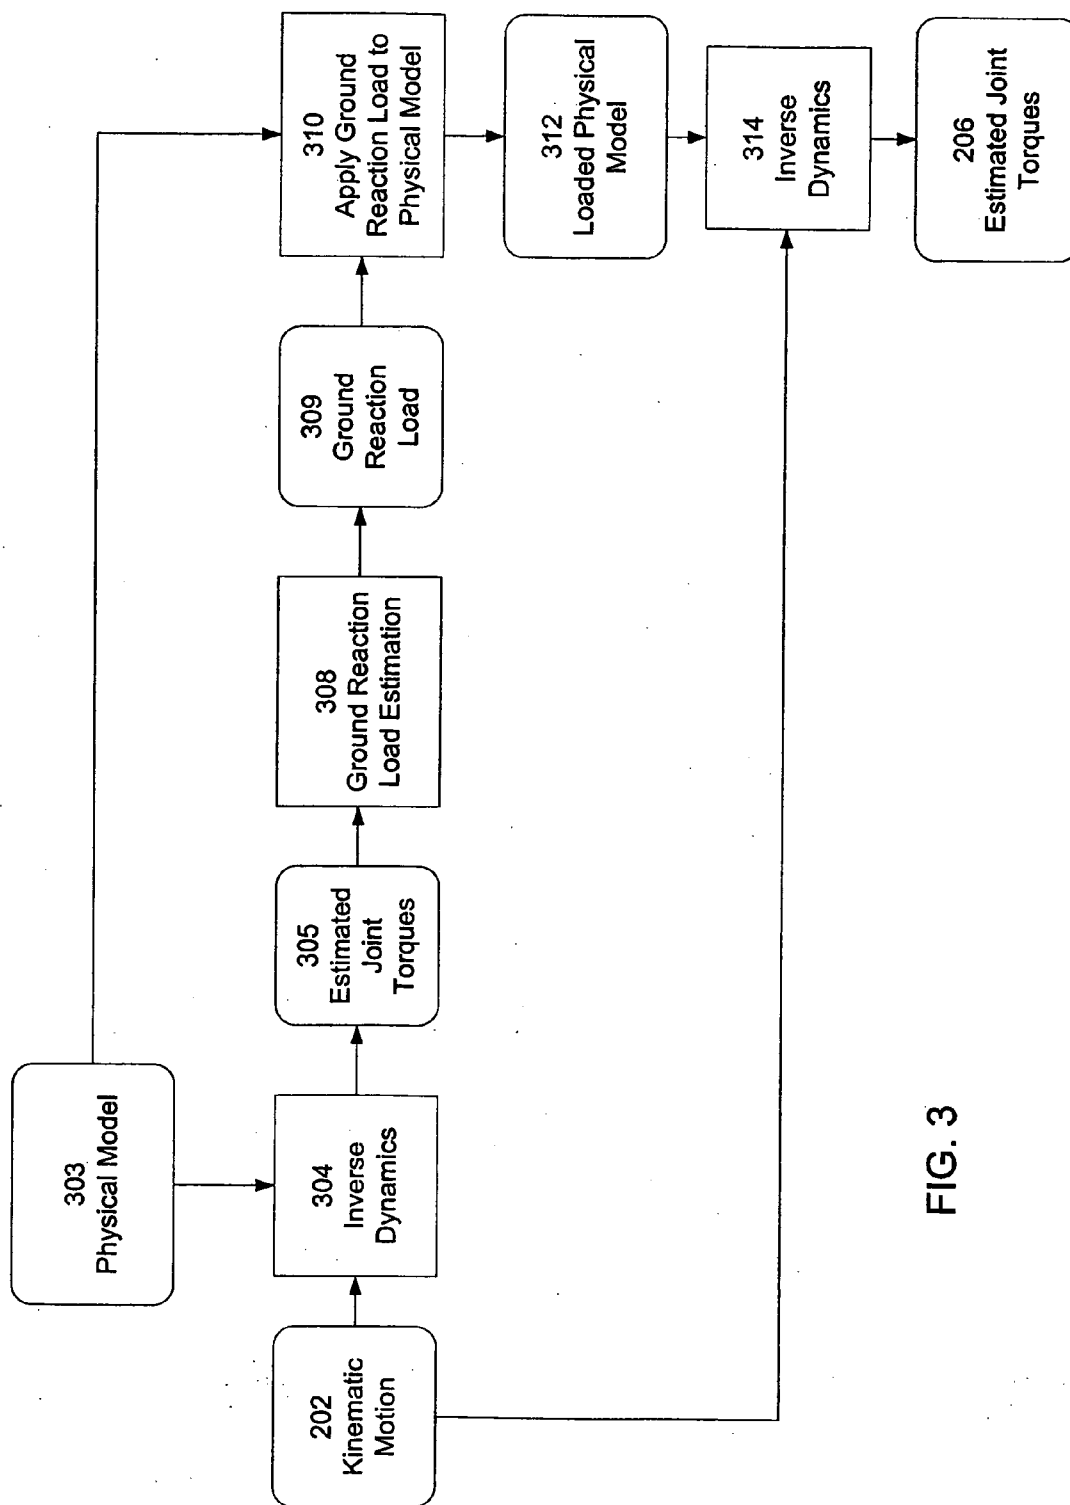 303
Physical Model
202
Kinematic
Motion
304
Inverse
Dynamics
305
Estimated
Joint
Torques
308
Ground Reaction
Load Estimation
309
Ground
Reaction
Load
310
Apply Ground
Reaction Load to
Physical Model
312
Loaded Physical
Model
314
Inverse
Dynamics
206
Estimated Joint
Torques
FIG. 3